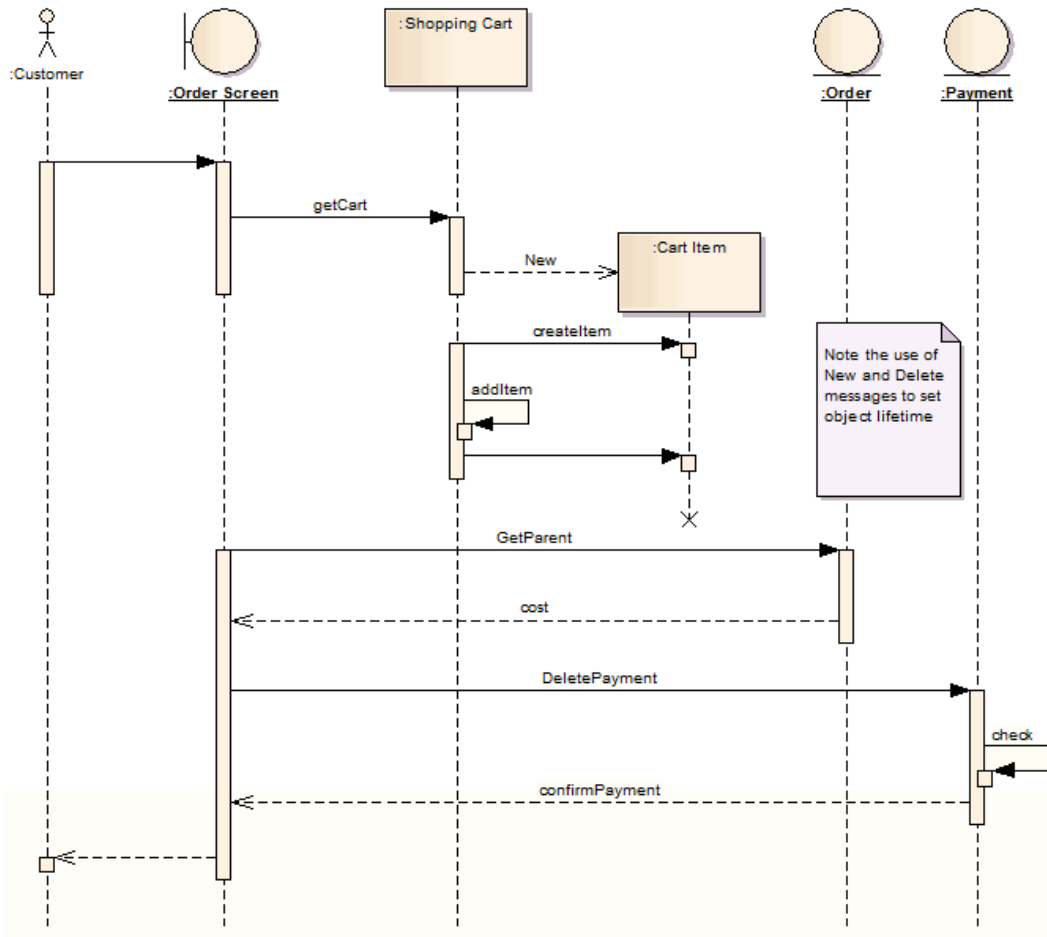 : Shopping Cart
:Customer
:Order Screen
:Order
:Payment
getCart
:Cart Item
New
createItem
Note the use of
New and Delete
messages to set
object lifetime
addItem
GetParent
cost
DeletePayment
check
confirmPayment